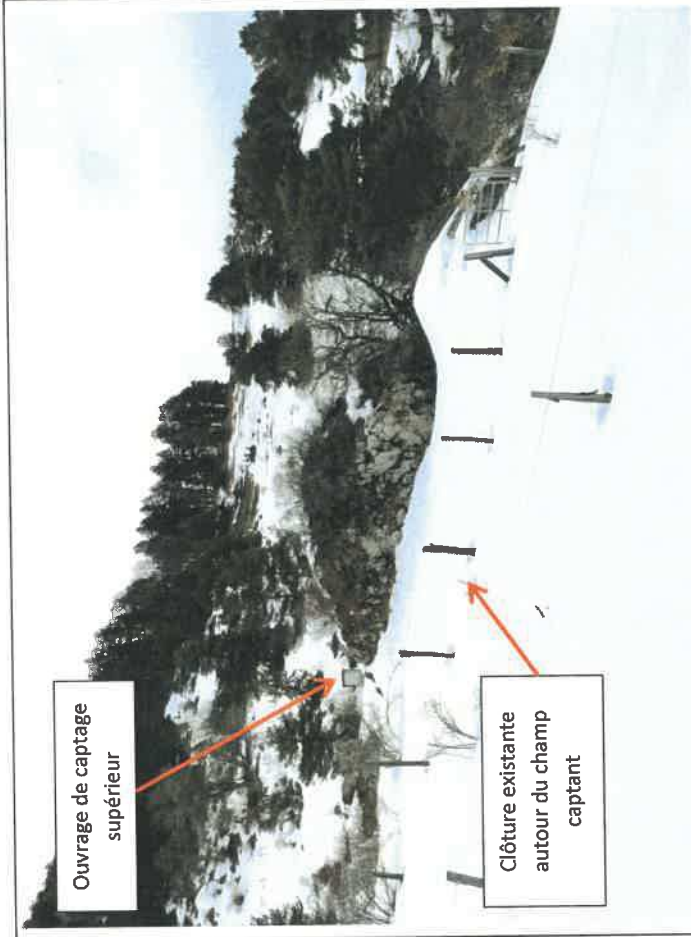 Ouvrage de captage
supérieur
Clôture existante
autour du champ
captant